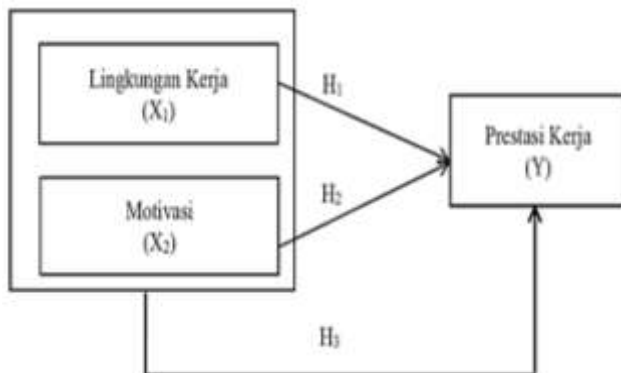 Lingkungan Kerja
(X₁)
H₁
Prestasi Kerja
(Y)
Motivasi
(X₂)
H₂
H₃